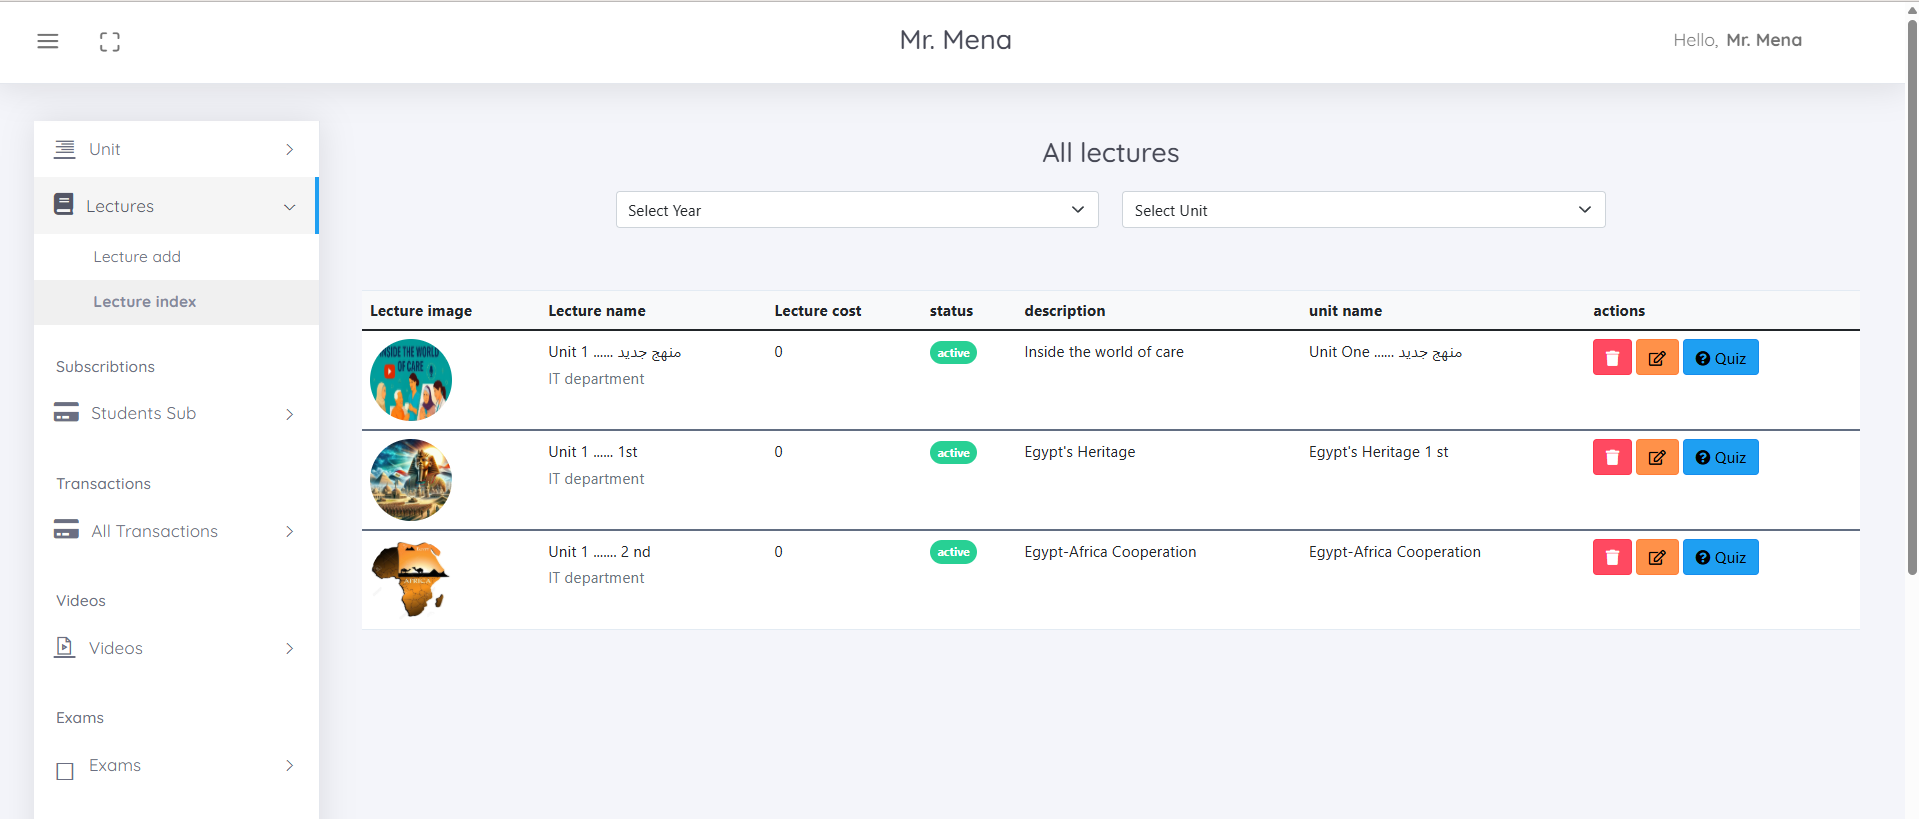 Mr. Mena
Hello, Mr. Mena
Unit
Lectures
Lecture add
Lecture index
Subscribtions
Students Sub
Transactions
All Transactions
Videos
Videos
Exams
Exams
All lectures
Select Year
Select Unit
Lecture image Lecture name Lecture cost status description unit name actions
INSIDE THE WORLD
OF CARE
Unit 1 ...... منهج جديد 0 active Inside the world of care Unit One ...... منهج جديد Quiz
IT department
Unit 1 ...... 1st 0 active Egypt's Heritage Egypt's Heritage 1 st Quiz
IT department
Unit 1 ....... 2 nd 0 active Egypt-Africa Cooperation Egypt-Africa Cooperation Quiz
IT department
AFRICA